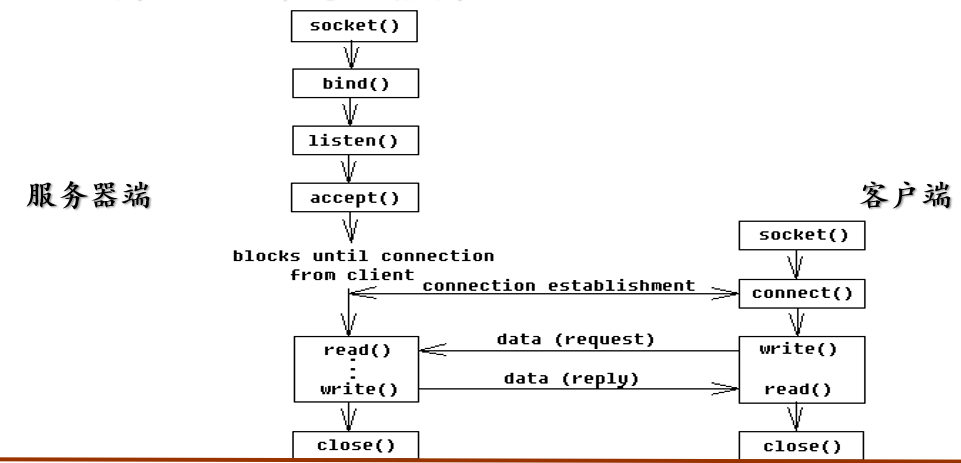 socket()
bind()
listen()
服务器端
accept()
客户端
socket()
blocks until connection
from client
connection establishment
connect()
read()
data (request)
write()
write()
data (reply)
read()
close()
close()